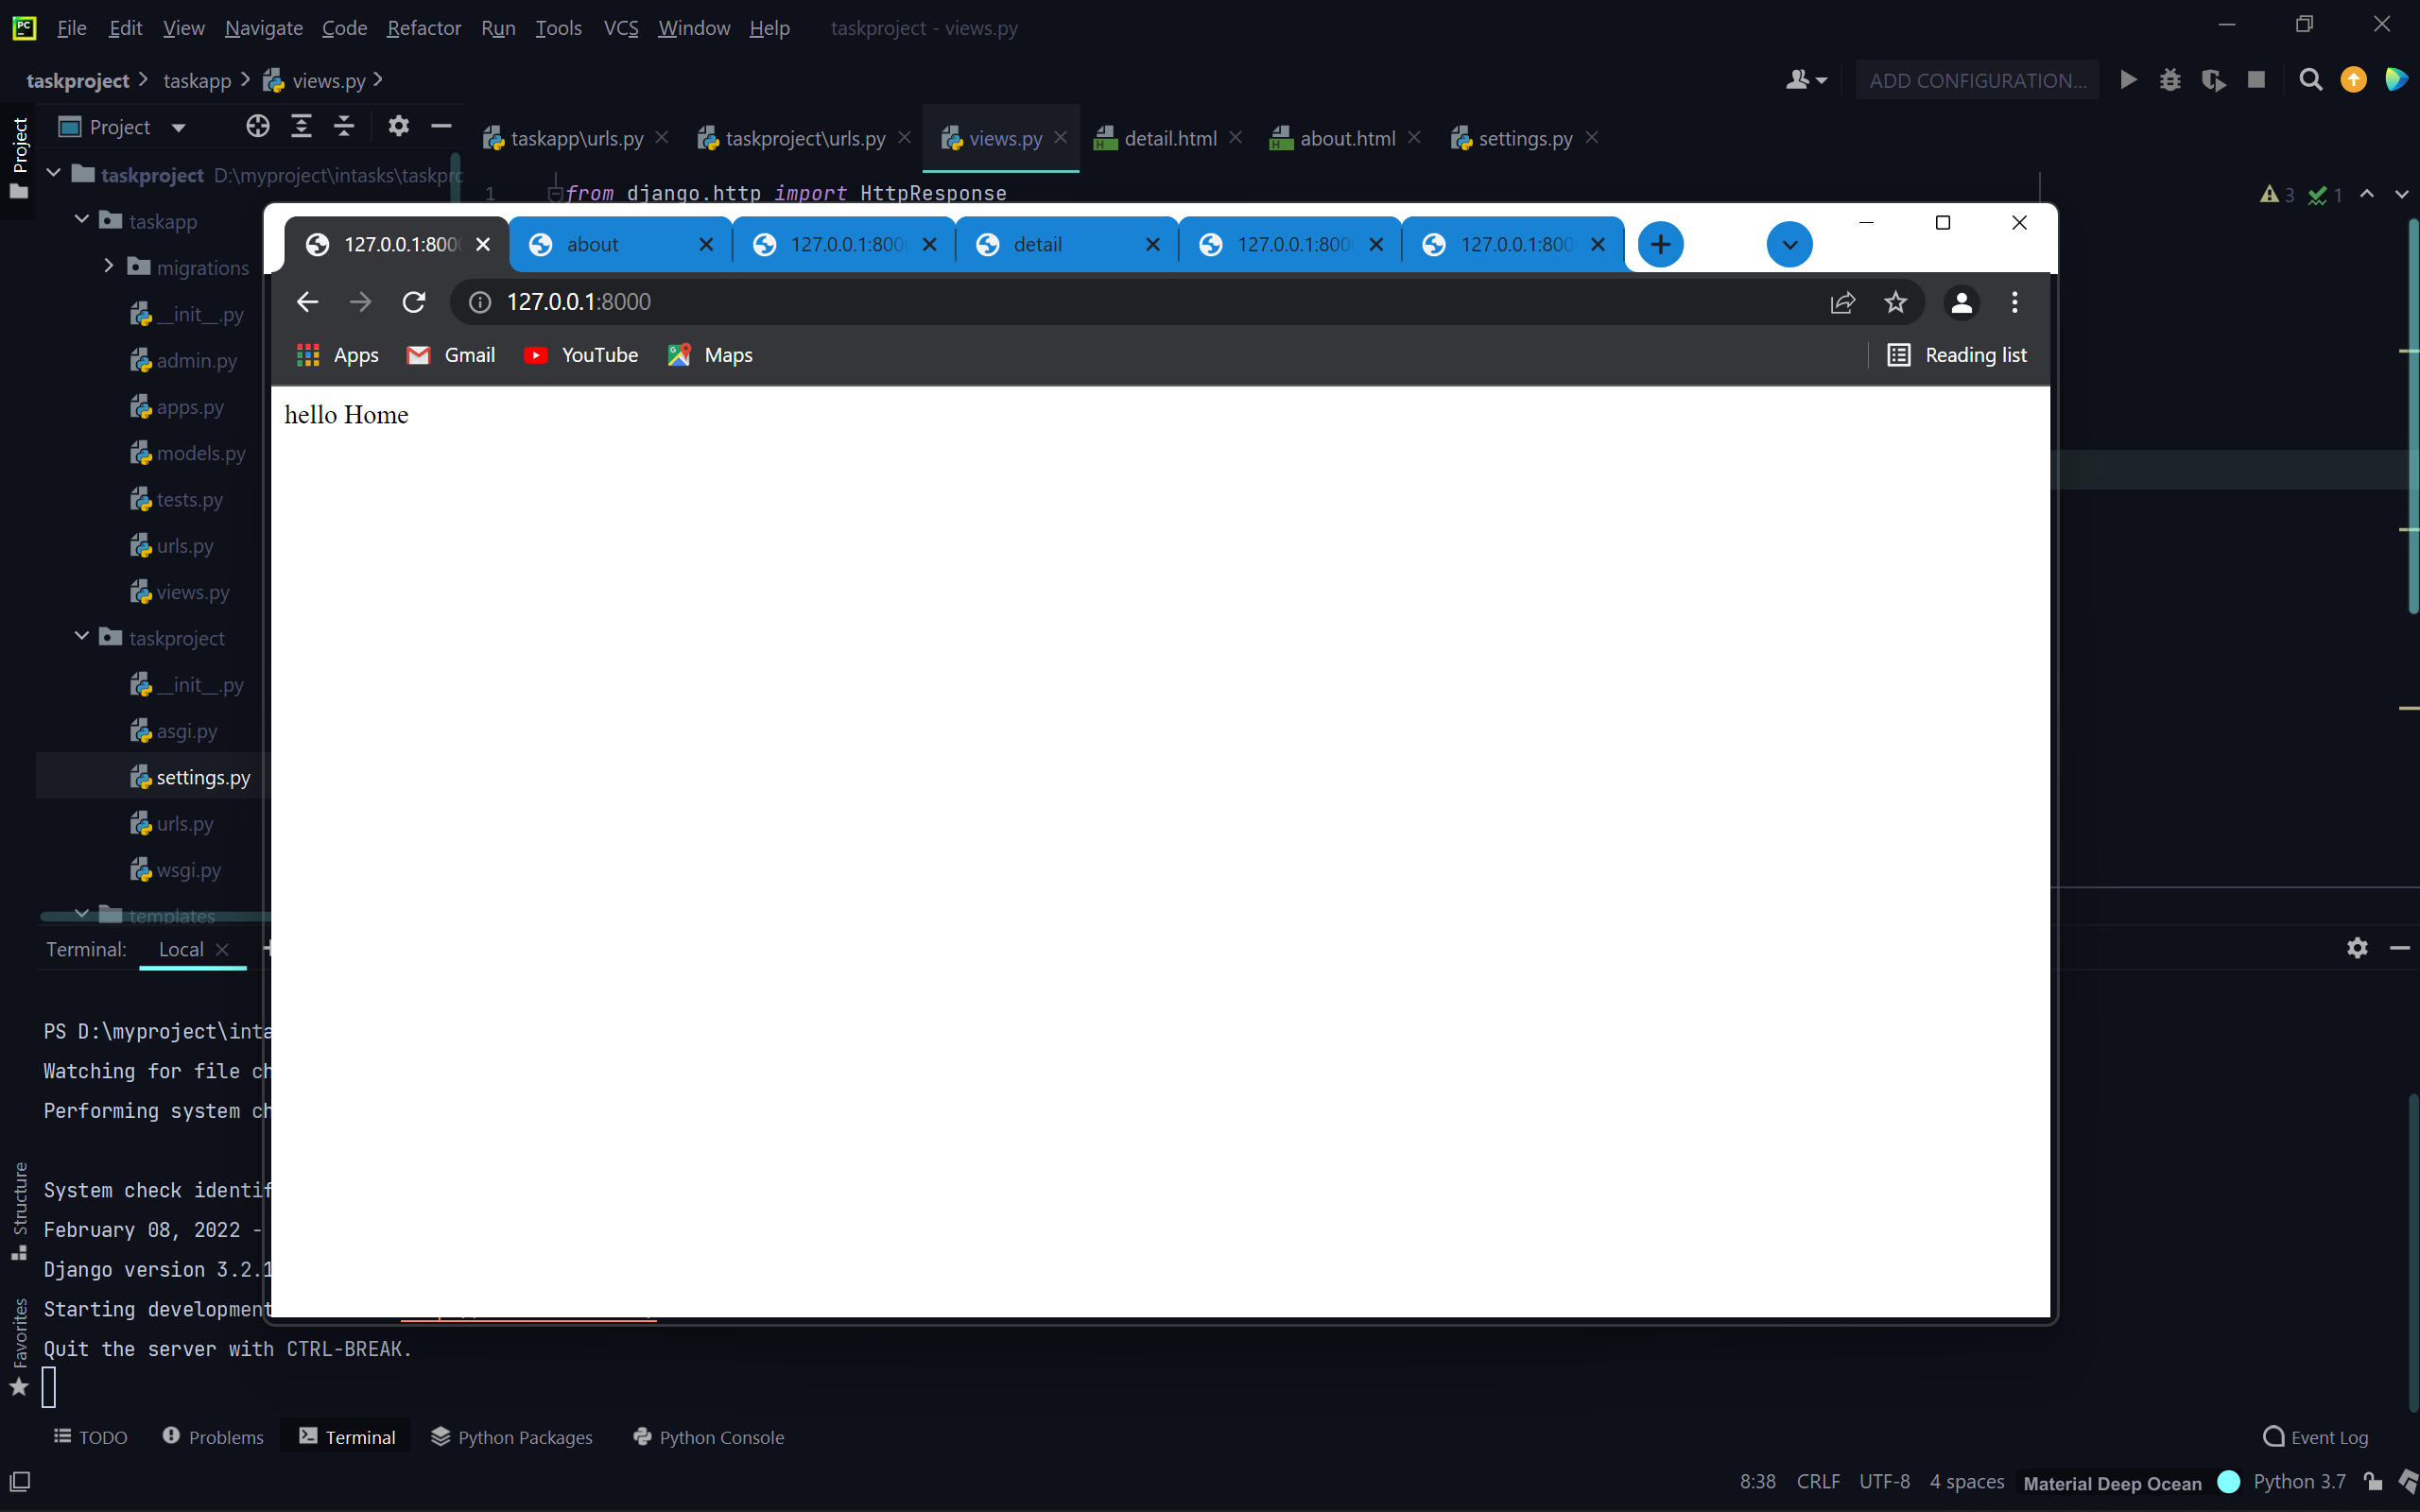 PC File Edit View Navigate Code Refactor Run Tools VCS Window Help taskproject - views.py
taskproject taskapp views.py
ADD CONFIGURATION...
Project
Project
taskapp\urls.py taskproject\urls.py views.py detail.html about.html settings.py
taskproject D:\myproject\intasks\taskpro
1 from django.http import HttpResponse
3 1
taskapp
migrations
__init__.py
admin.py
apps.py
models.py
tests.py
urls.py
views.py
taskproject
__init__.py
asgi.py
settings.py
urls.py
wsgi.py
templates
127.0.0.1:800 about 127.0.0.1:800 detail 127.0.0.1:800 127.0.0.1:800
127.0.0.1:8000
Apps Gmail YouTube Maps Reading list
hello Home
Terminal: Local
PS D:\myproject\inta
Watching for file ch
Performing system ch
System check identif
February 08, 2022 -
Django version 3.2.1
Starting development
Quit the server with CTRL-BREAK.
Structure
Favorites
TODO Problems Terminal Python Packages Python Console Event Log
8:38 CRLF UTF-8 4 spaces Material Deep Ocean Python 3.7